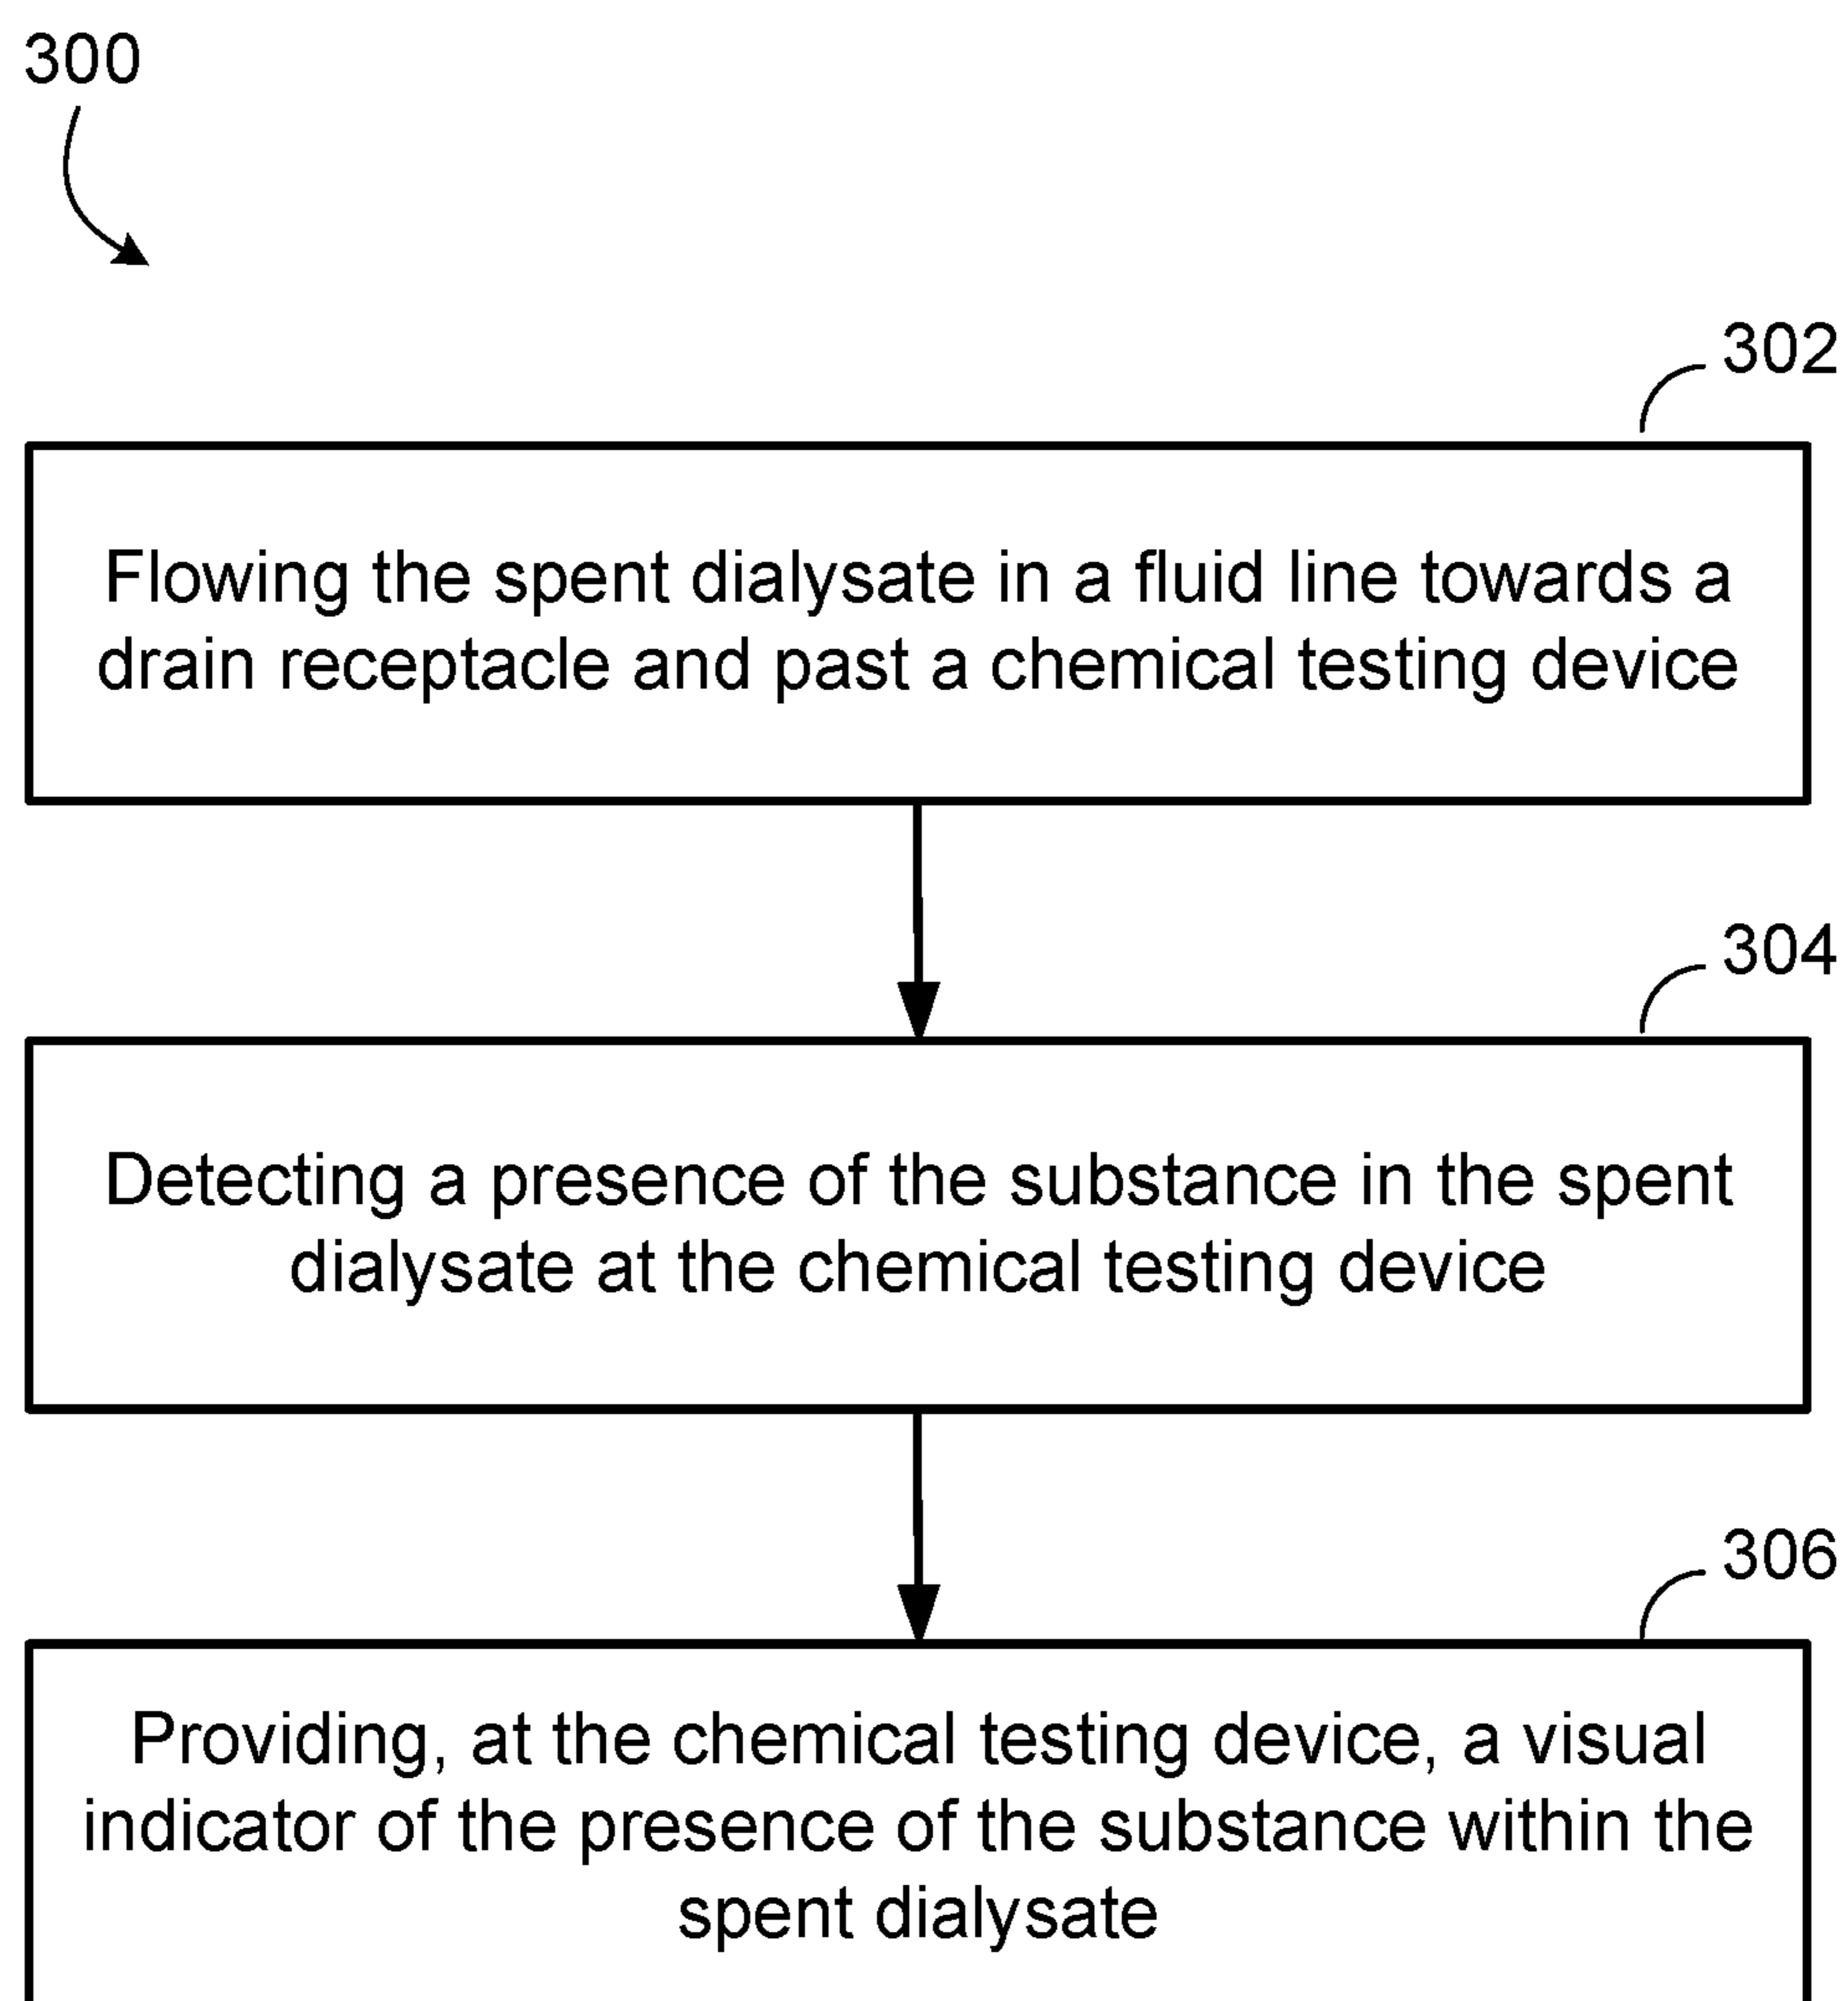 300
302
Flowing the spent dialysate in a fluid line towards a
drain receptacle and past a chemical testing device
304
Detecting a presence of the substance in the spent
dialysate at the chemical testing device
306
Providing, at the chemical testing device, a visual
indicator of the presence of the substance within the
spent dialysate